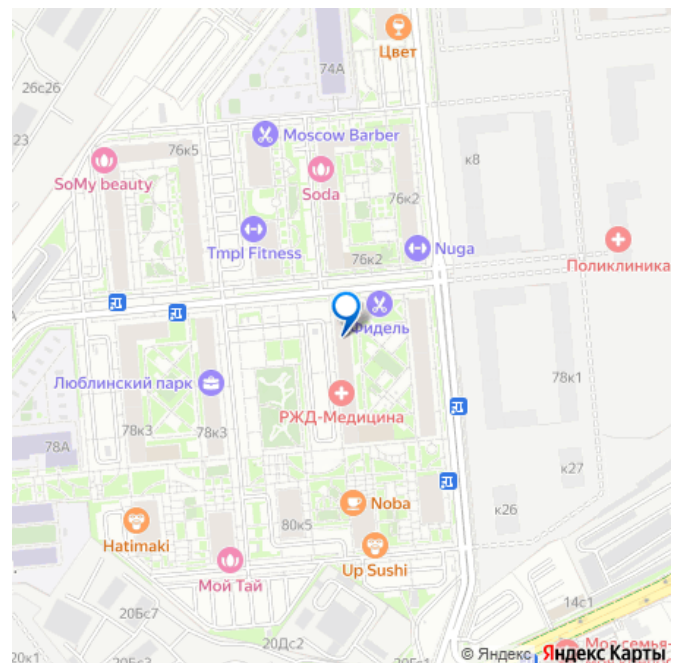 Цвет
74А
26с26
23
Moscow Barber
76к5
к8
SoMy beauty
Soda
76к2
Tmpl Fitness
Nuga
76к2
Поликлиника
Фидель
Люблинский парк
78к1
РЖД-Медицина
78к3
78к3
78А
к27
Noba
80к5
к26
Hatimaki
Up Sushi
Мой Тай
14с1
20Бс7
20Дс2
20к1
© Яндекс Яндекс Карты